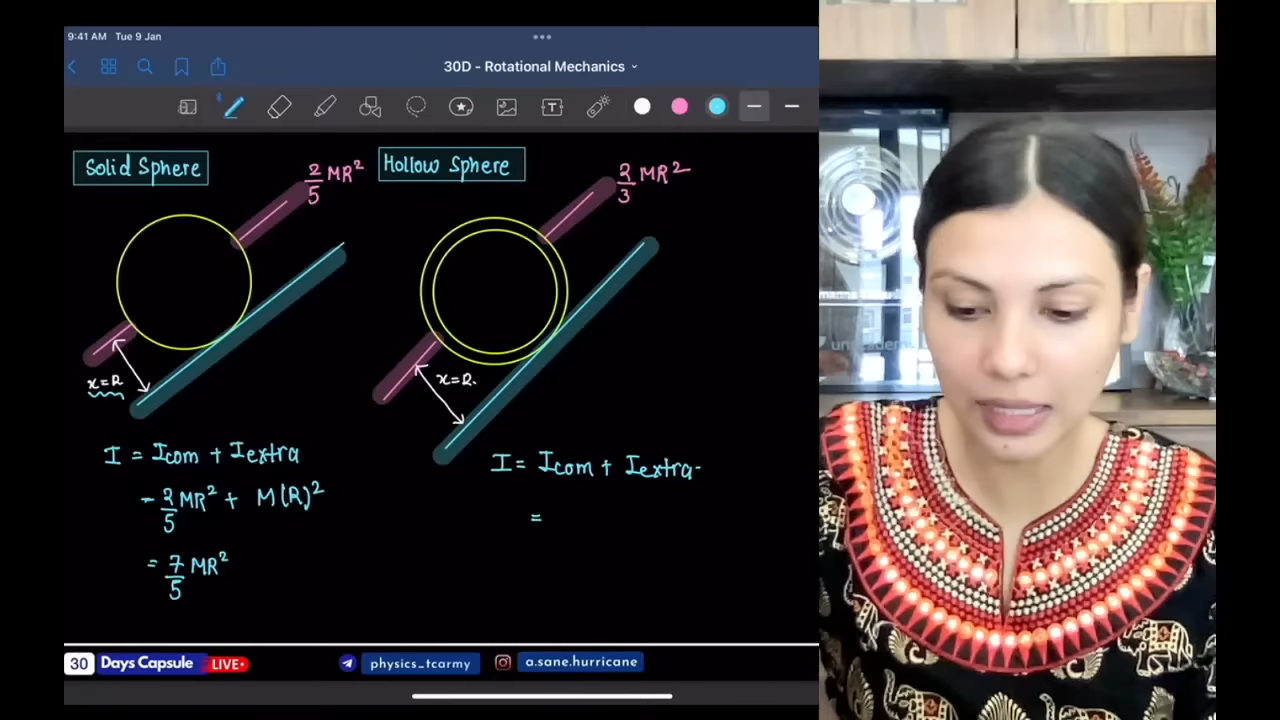 9:41 AM Tue 9 Jan
30D - Rotational Mechanics
Solid Sphere
2/5 MR²
Hollow Sphere
2/3 MR²
x=R
x=R.
I = Icom + Iextra
= 2/5 MR² + M(R)²
= 7/5 MR²
I = Icom + Iextra
=
30 Days Capsule LIVE
physics_tcarmy
a.sane.hurricane